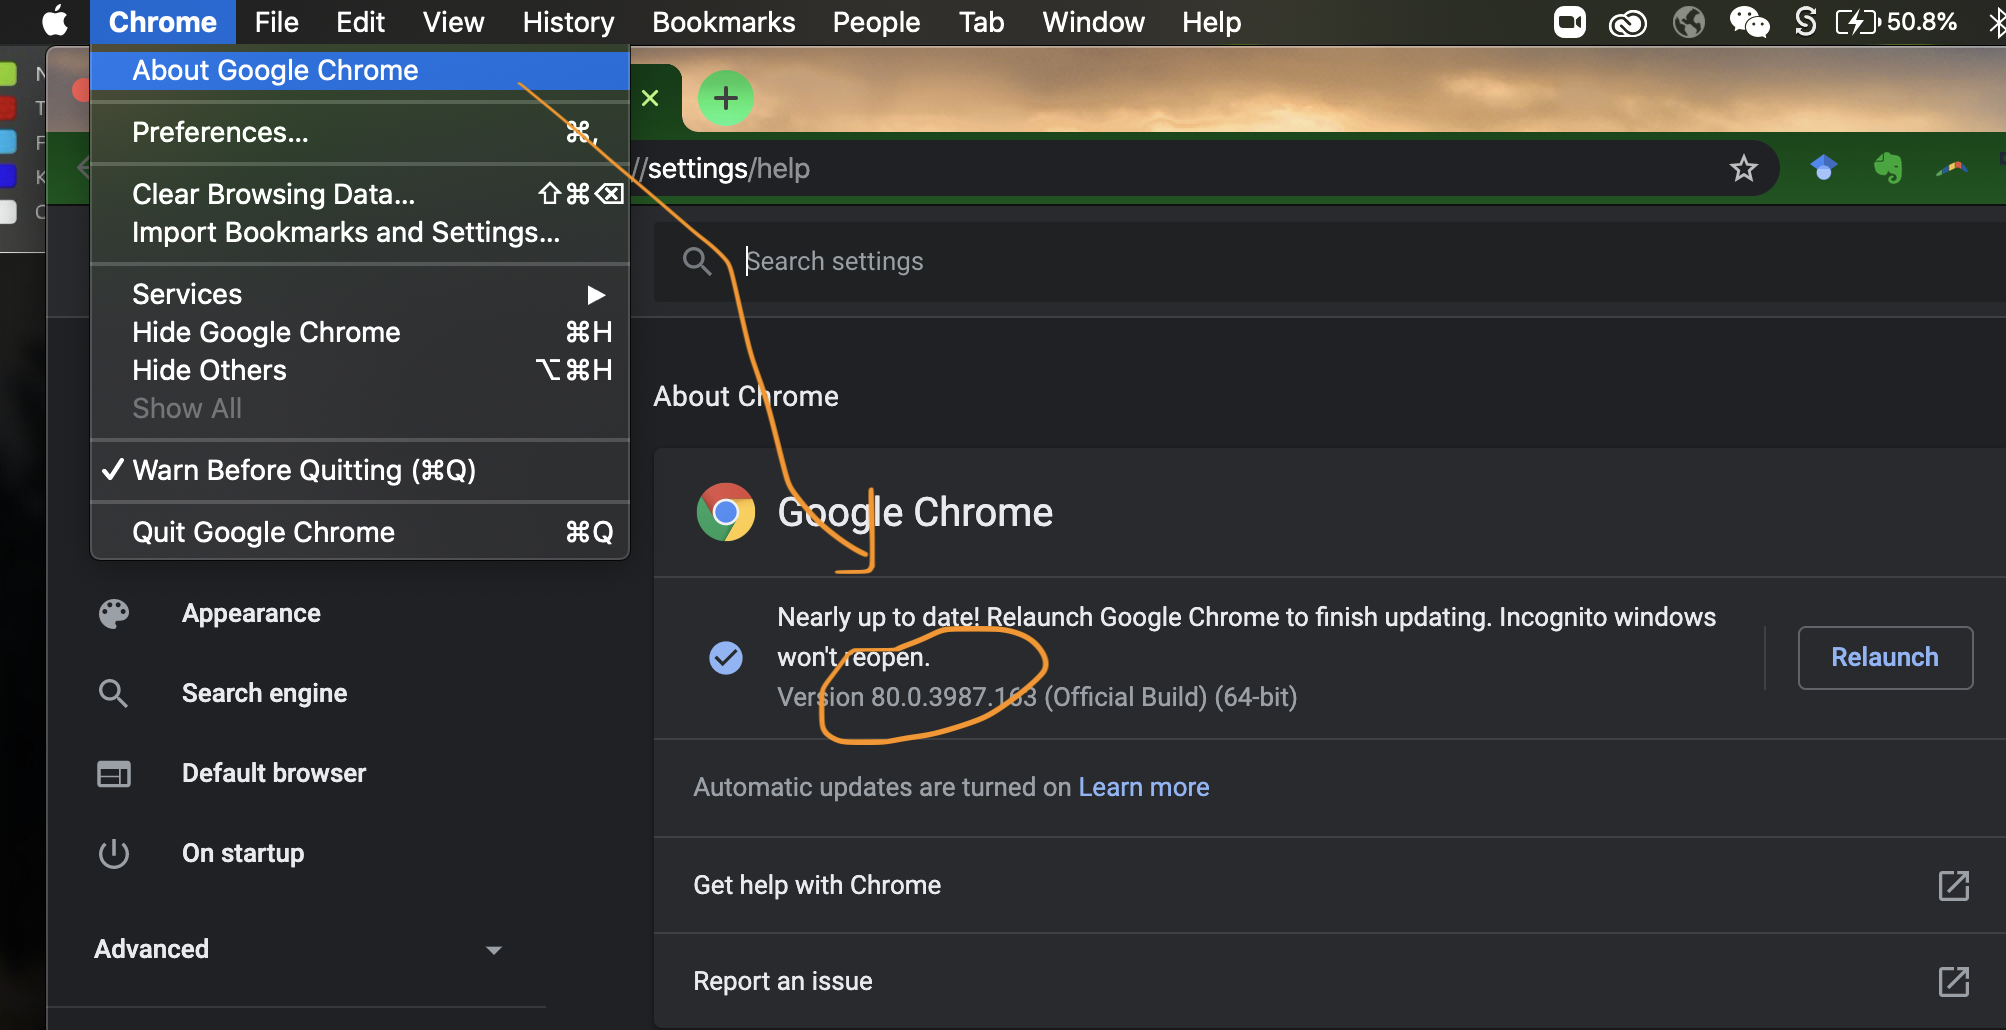 Chrome File Edit View History Bookmarks People Tab Window Help 50.8%
About Google Chrome
Preferences... ⌘,
Clear Browsing Data... ⇧⌘⌫
Import Bookmarks and Settings...
Services ▶
Hide Google Chrome ⌘H
Hide Others ⌥⌘H
Show All
✓ Warn Before Quitting (⌘Q)
Quit Google Chrome ⌘Q
N
T
F
K
//settings/help
Search settings
About Chrome
Google Chrome
Nearly up to date! Relaunch Google Chrome to finish updating. Incognito windows
won't reopen.
Version 80.0.3987.163 (Official Build) (64-bit)
Relaunch
Automatic updates are turned on Learn more
Get help with Chrome
Report an issue
Appearance
Search engine
Default browser
On startup
Advanced